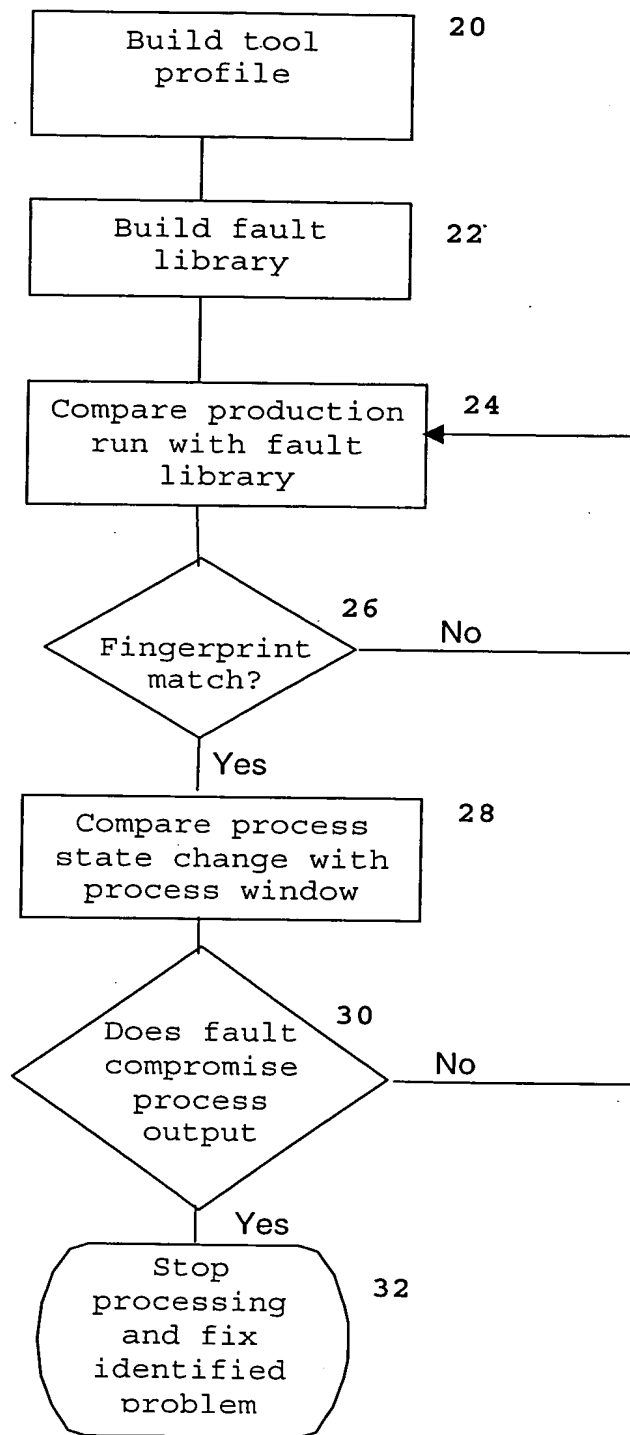 Build tool
profile
20
Build fault
library
22
Compare production
run with fault
library
24
Fingerprint
match?
26
No
Yes
Compare process
state change with
process window
28
Does fault
compromise
process
output
30
No
Yes
Stop
processing
and fix
identified
problem
32